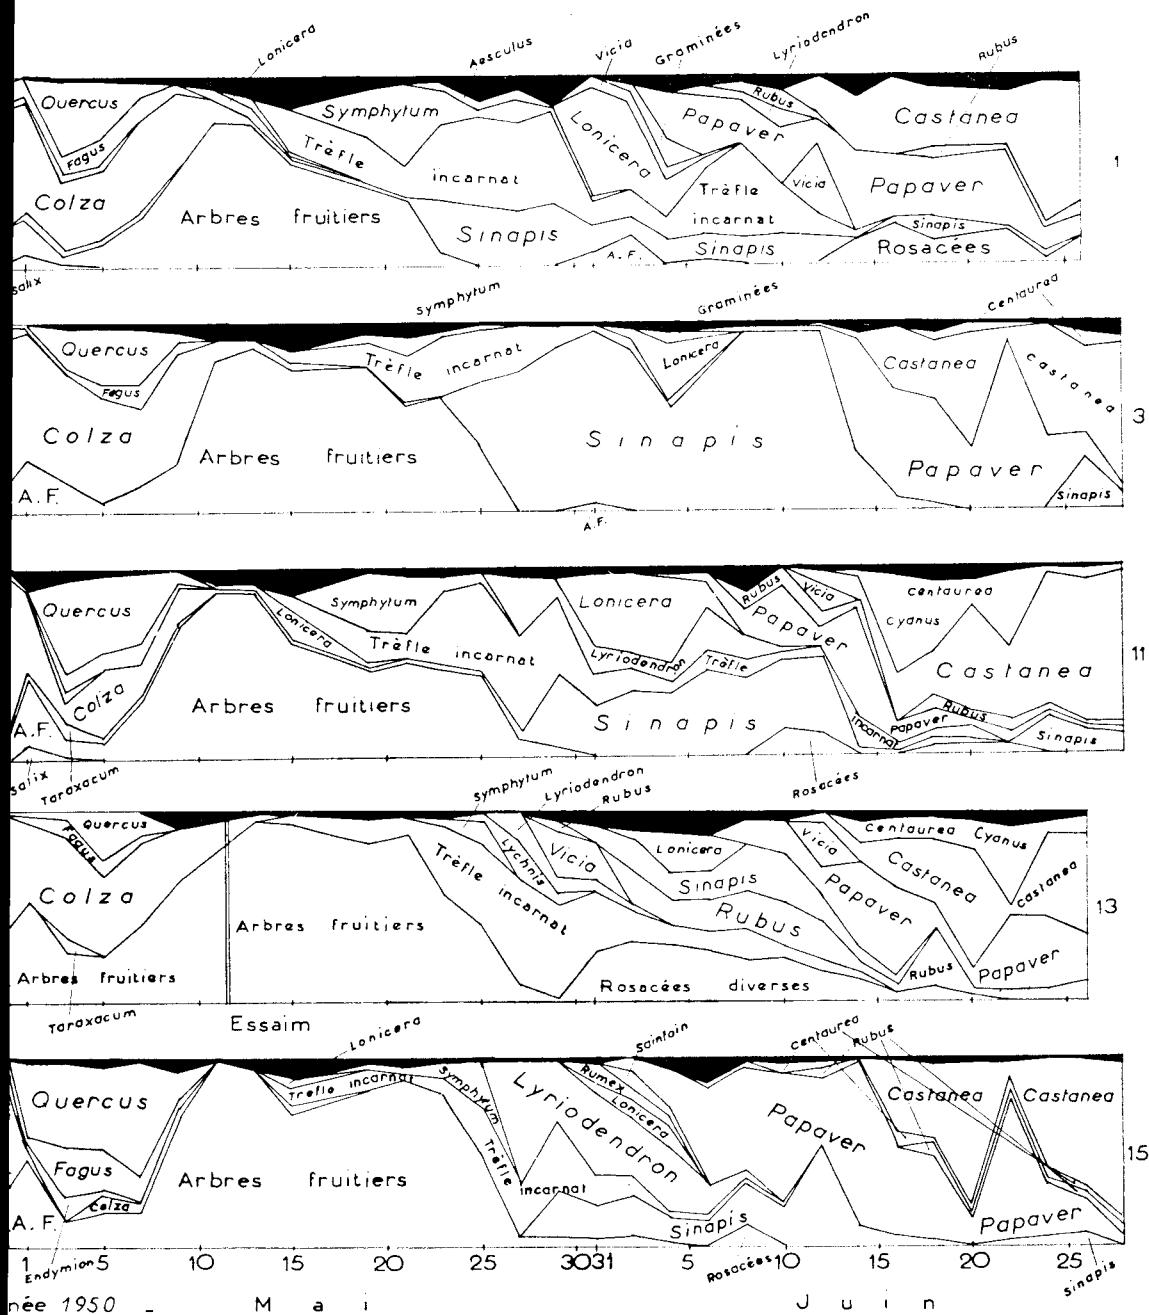 Lonicera
Aesculus
Vicia
Graminées
Lyriodendron
Rubus
Quercus
Fagus
Symphytum
Trèfle
incarnat
Lonicera
Papaver
Rubus
Castanea
Colza
Arbres fruitiers
Sinapis
Trèfle
incarnat
Vicia
Papaver
Sinapis
A.F.
Sinapis
Rosacées
1
Salix
Symphytum
Graminées
Centaurea
Quercus
Fagus
Trèfle incarnat
Lonicera
Castanea
Castanea
Colza
Arbres fruitiers
Sinapis
Papaver
Sinapis
A.F.
A.F.
3
Quercus
Symphytum
Lonicera
Rubus
Vicia
Centaurea
Cyanus
Lonicera
Trèfle incarnat
Lyriodendron
Trèfle
Papaver
Castanea
Colza
A.F.
Arbres fruitiers
Sinapis
incarnat
Papaver
Rubus
Sinapis
11
Salix
Taraxacum
Symphytum
Lyriodendron
Rubus
Rosacées
Quercus
Fagus
Colza
Trèfle
incarnat
Lychnis
Vicia
Lonicera
Sinapis
Rubus
Vicia
Papaver
Centaurea Cyanus
Castanea
Castanea
Arbres fruitiers
Arbres fruitiers
Rosacées diverses
Rubus
Papaver
13
Taraxacum
Essaim
Lonicera
Sainfoin
Centaurea
Rubus
Quercus
Trèfle incarnat
Symphytum
Lyriodendron
Rumex
Lonicera
Papaver
Castanea
Castanea
Fagus
Colza
A.F.
Arbres fruitiers
Trèfle
incarnat
Sinapis
Papaver
15
1 5 10 15 20 25 30 31 5 10 15 20 25
Endymion
Rosacées
Sinapis
née 1950 - Mai Juin